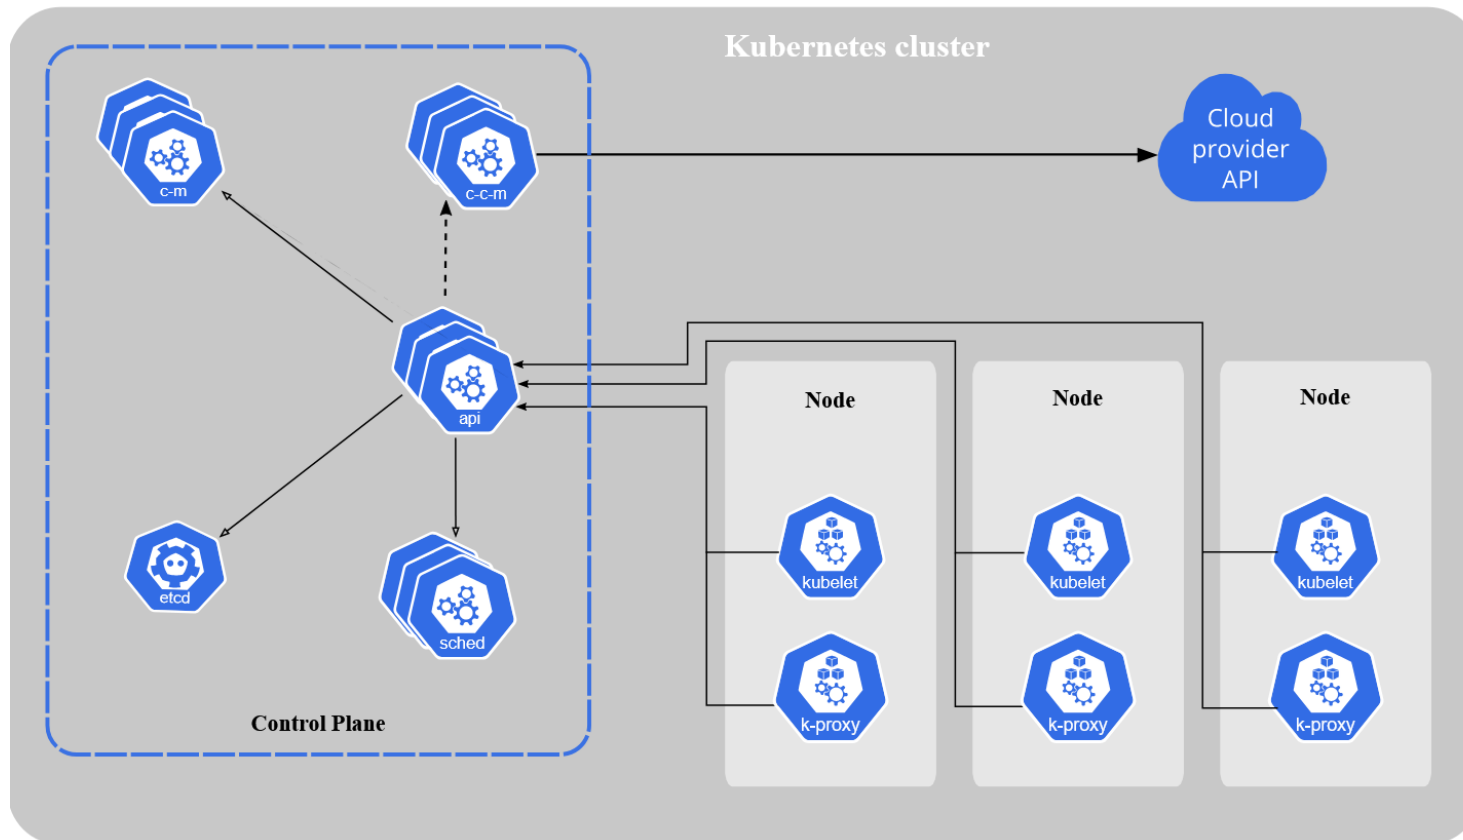 Kubernetes cluster
c-m
c-c-m
Cloud
provider
API
api
etcd
sched
Control Plane
Node
kubelet
k-proxy
Node
kubelet
k-proxy
Node
kubelet
k-proxy